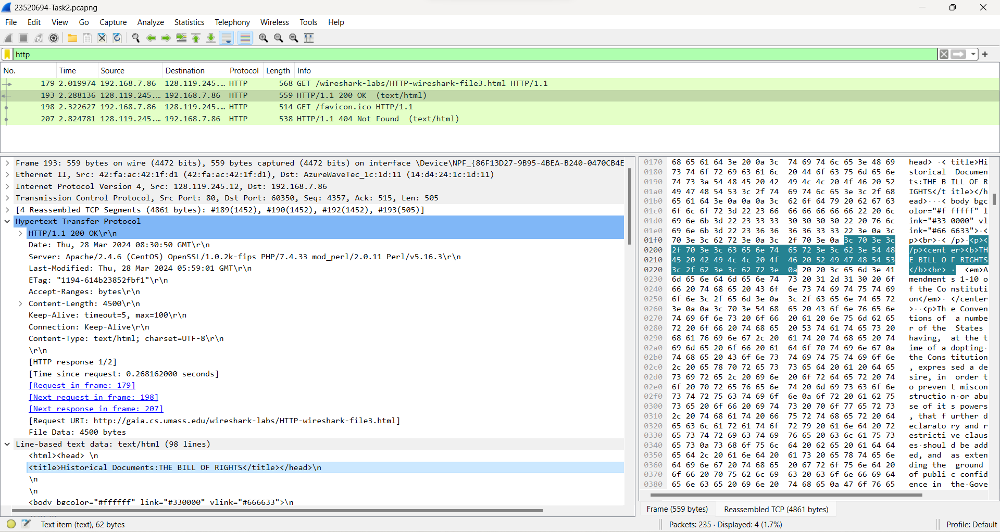 23520694-Task2.pcapng
File Edit View Go Capture Analyze Statistics Telephony Wireless Tools Help
http
No. Time Source Destination Protocol Length Info
179 2.019974 192.168.7.86 128.119.245.… HTTP 568 GET /wireshark-labs/HTTP-wireshark-file3.html HTTP/1.1
193 2.288136 128.119.245.… 192.168.7.86 HTTP 559 HTTP/1.1 200 OK (text/html)
198 2.322627 192.168.7.86 128.119.245.… HTTP 514 GET /favicon.ico HTTP/1.1
207 2.824781 128.119.245.… 192.168.7.86 HTTP 538 HTTP/1.1 404 Not Found (text/html)
Frame 193: 559 bytes on wire (4472 bits), 559 bytes captured (4472 bits) on interface \Device\NPF_{86F13D27-9B95-4BEA-B240-0470CB4E
Ethernet II, Src: 42:fa:ac:42:1f:d1 (42:fa:ac:42:1f:d1), Dst: AzureWaveTec_1c:1d:11 (14:d4:24:1c:1d:11)
Internet Protocol Version 4, Src: 128.119.245.12, Dst: 192.168.7.86
Transmission Control Protocol, Src Port: 80, Dst Port: 60350, Seq: 4357, Ack: 515, Len: 505
[4 Reassembled TCP Segments (4861 bytes): #189(1452), #190(1452), #192(1452), #193(505)]
Hypertext Transfer Protocol
HTTP/1.1 200 OK\r\n
Date: Thu, 28 Mar 2024 08:30:50 GMT\r\n
Server: Apache/2.4.6 (CentOS) OpenSSL/1.0.2k-fips PHP/7.4.33 mod_perl/2.0.11 Perl/v5.16.3\r\n
Last-Modified: Thu, 28 Mar 2024 05:59:01 GMT\r\n
ETag: "1194-614b23852fbf1"\r\n
Accept-Ranges: bytes\r\n
Content-Length: 4500\r\n
Keep-Alive: timeout=5, max=100\r\n
Connection: Keep-Alive\r\n
Content-Type: text/html; charset=UTF-8\r\n
\r\n
[HTTP response 1/2]
[Time since request: 0.268162000 seconds]
[Request in frame: 179]
[Next request in frame: 198]
[Next response in frame: 207]
[Request URI: http://gaia.cs.umass.edu/wireshark-labs/HTTP-wireshark-file3.html]
File Data: 4500 bytes
Line-based text data: text/html (98 lines)
<html><head> \n
<title>Historical Documents:THE BILL OF RIGHTS</title></head>\n
\n
\n
<body bgcolor="#ffffff" link="#330000" vlink="#666633">\n
0170 68 65 61 64 3e 20 0a 3c 74 69 74 6c 65 3e 48 69 head> ·< title>Hi
0180 73 74 6f 72 69 63 61 6c 20 44 6f 63 75 6d 65 6e storical Documen
0190 74 73 3a 54 48 45 20 42 49 4c 4c 20 4f 46 20 52 ts:THE B ILL OF R
01a0 49 47 48 54 53 3c 2f 74 69 74 6c 65 3e 3c 2f 68 IGHTS</t itle></h
01b0 65 61 64 3e 0a 0a 0a 3c 62 6f 64 79 20 62 67 63 ead>···< body bgc
01c0 6f 6c 6f 72 3d 22 23 66 66 66 66 66 66 22 20 6c olor="#f fffff" l
01d0 69 6e 6b 3d 22 23 33 33 30 30 30 30 22 20 76 6c ink="#33 0000" vl
01e0 69 6e 6b 3d 22 23 36 36 36 36 33 33 22 3e 0a 3c ink="#66 6633">·<
01f0 70 3e 3c 62 72 3e 0a 3c 2f 70 3e 0a 3c 70 3e 3c p><br>·< /p>·<p><
0200 2f 70 3e 3c 63 65 6e 74 65 72 3e 3c 62 3e 54 48 /p><cent er><b>TH
0210 45 20 42 49 4c 4c 20 4f 46 20 52 49 47 48 54 53 E BILL O F RIGHTS
0220 3c 2f 62 3e 3c 62 72 3e 0a 20 20 3c 65 6d 3e 41 </b><br> · <em>A
0230 6d 65 6e 64 6d 65 6e 74 73 20 31 2d 31 30 20 6f mendment s 1-10 o
0240 66 20 74 68 65 20 43 6f 6e 73 74 69 74 75 74 69 f the Co nstituti
0250 6f 6e 3c 2f 65 6d 3e 0a 3c 2f 63 65 6e 74 65 72 on</em>· </center
0260 3e 0a 0a 3c 70 3e 54 68 65 20 43 6f 6e 76 65 6e >··<p>Th e Conven
0270 74 69 6f 6e 73 20 6f 66 20 61 20 6e 75 6d 62 65 tions of a numbe
0280 72 20 6f 66 20 74 68 65 20 53 74 61 74 65 73 20 r of the States
0290 68 61 76 69 6e 67 2c 20 61 74 20 74 68 65 20 74 having, at the t
02a0 69 6d 65 20 6f 66 20 61 64 6f 70 74 69 6e 67 0a ime of a dopting·
02b0 74 68 65 20 43 6f 6e 73 74 69 74 75 74 69 6f 6e the Cons titution
02c0 2c 20 65 78 70 72 65 73 73 65 64 20 61 20 64 65 , expres sed a de
02d0 73 69 72 65 2c 20 69 6e 20 6f 72 64 65 72 20 74 sire, in order t
02e0 6f 20 70 72 65 76 65 6e 74 20 6d 69 73 63 6f 6e o preven t miscon
02f0 73 74 72 75 63 74 69 6f 6e 0a 6f 72 20 61 62 75 structio n·or abu
0300 73 65 20 6f 66 20 69 74 73 20 70 6f 77 65 72 73 se of it s powers
0310 2c 20 74 68 61 74 20 66 75 72 74 68 65 72 20 64 , that f urther d
0320 65 63 6c 61 72 61 74 6f 72 79 20 61 6e 64 20 72 eclarato ry and r
0330 65 73 74 72 69 63 74 69 76 65 20 63 6c 61 75 73 estricti ve claus
0340 65 73 0a 73 68 6f 75 6c 64 20 62 65 20 61 64 64 es·shoul d be add
0350 65 64 2c 20 61 6e 64 20 61 73 20 65 78 74 65 6e ed, and as exten
0360 64 69 6e 67 20 74 68 65 20 67 72 6f 75 6e 64 20 ding the ground
0370 6f 66 20 70 75 62 6c 69 63 20 63 6f 6e 66 69 64 of publi c confid
0380 65 6e 63 65 20 69 6e 20 74 68 65 0a 47 6f 76 65 ence in the·Gove
Frame (559 bytes) Reassembled TCP (4861 bytes)
Text item (text), 62 bytes Packets: 235 · Displayed: 4 (1.7%) Profile: Default